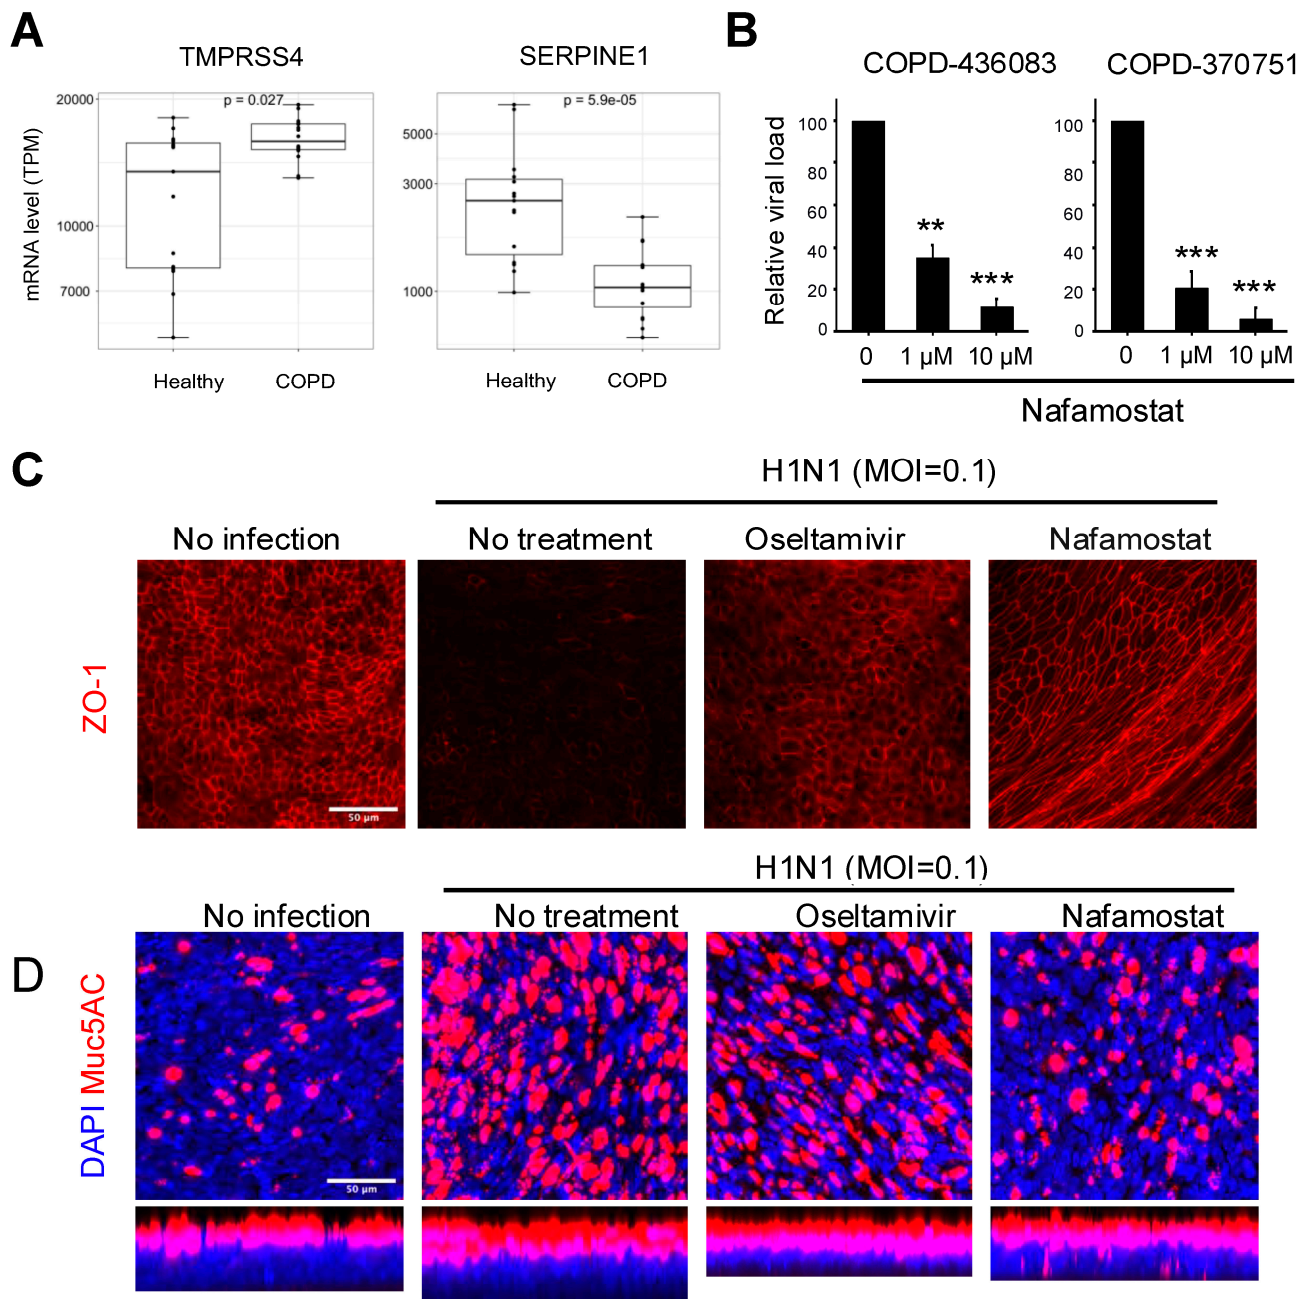 A
TMPRSS4
SERPINE1
mRNA level (TPM)
20000
10000
7000
p = 0.027
Healthy
COPD
5000
3000
1000
p = 5.9e-05
Healthy
COPD
B
COPD-436083
COPD-370751
Relative viral load
100
80
60
40
20
0
**
***
0
1 µM
10 µM
100
80
60
40
20
0
***
***
0
1 µM
10 µM
Nafamostat
C
H1N1 (MOI=0.1)
No infection
No treatment
Oseltamivir
Nafamostat
ZO-1
50 µm
H1N1 (MOI=0.1)
No infection
No treatment
Oseltamivir
Nafamostat
D
DAPI Muc5AC
50 µm